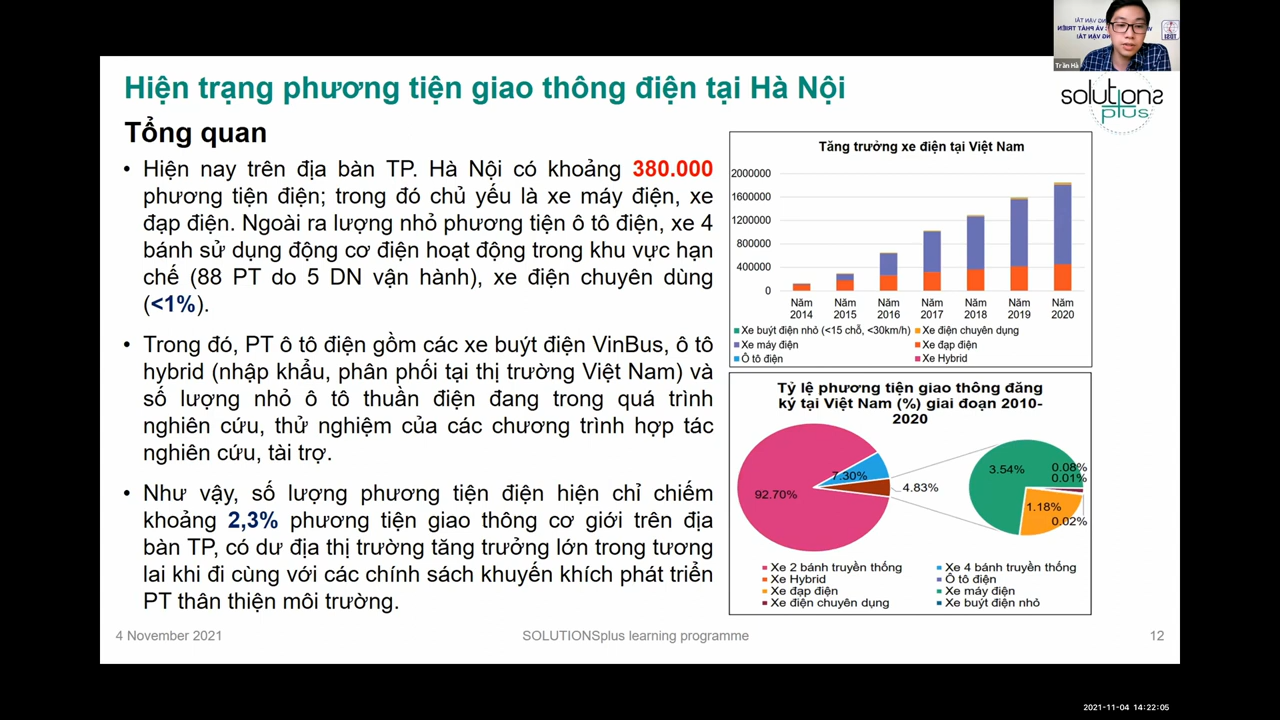 Hiện trạng phương tiện giao thông điện tại Hà Nội
solutions
plus
Tổng quan
• Hiện nay trên địa bàn TP. Hà Nội có khoảng 380.000
phương tiện điện; trong đó chủ yếu là xe máy điện, xe
đạp điện. Ngoài ra lượng nhỏ phương tiện ô tô điện, xe 4
bánh sử dụng động cơ điện hoạt động trong khu vực hạn
chế (88 PT do 5 DN vận hành), xe điện chuyên dùng
(<1%).
• Trong đó, PT ô tô điện gồm các xe buýt điện VinBus, ô tô
hybrid (nhập khẩu, phân phối tại thị trường Việt Nam) và
số lượng nhỏ ô tô thuần điện đang trong quá trình
nghiên cứu, thử nghiệm của các chương trình hợp tác
nghiên cứu, tài trợ.
• Như vậy, số lượng phương tiện điện hiện chỉ chiếm
khoảng 2,3% phương tiện giao thông cơ giới trên địa
bàn TP, có dư địa thị trường tăng trưởng lớn trong tương
lai khi đi cùng với các chính sách khuyến khích phát triển
PT thân thiện môi trường.
Tăng trưởng xe điện tại Việt Nam
2000000
1600000
1200000
800000
400000
0
Năm Năm Năm Năm Năm Năm Năm
2014 2015 2016 2017 2018 2019 2020
Xe buýt điện nhỏ (<15 chỗ, <30km/h) Xe điện chuyên dụng
Xe máy điện Xe đạp điện
Ô tô điện Xe Hybrid
Tỷ lệ phương tiện giao thông đăng
ký tại Việt Nam (%) giai đoạn 2010-
2020
92.70% 7.30% 4.83% 3.54% 0.08%
0.01%
1.18%
0.02%
Xe 2 bánh truyền thống Xe 4 bánh truyền thống
Xe Hybrid Ô tô điện
Xe đạp điện Xe máy điện
Xe điện chuyên dụng Xe buýt điện nhỏ
4 November 2021 SOLUTIONSplus learning programme 12
2021-11-04 14:22:05